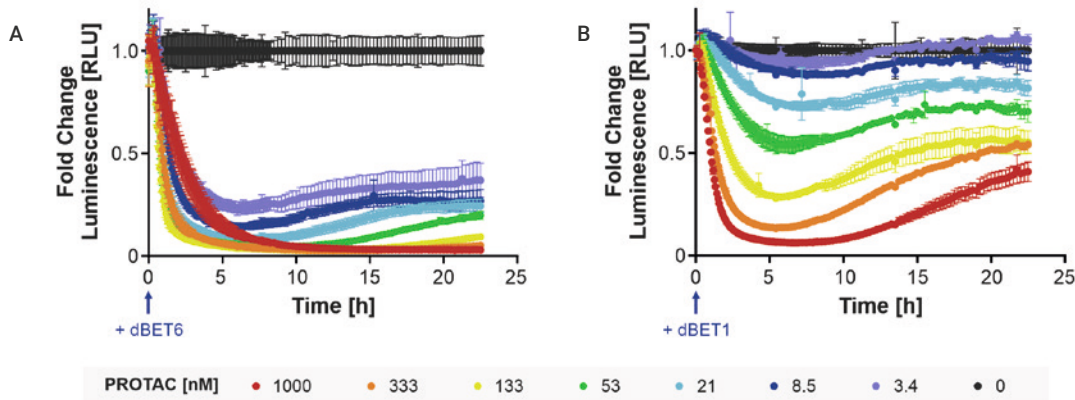 A
Fold Change
Luminescence [RLU]
1.0
0.5
0
0 5 10 15 20 25
Time [h]
+ dBET6
B
Fold Change
Luminescence [RLU]
1.0
0.5
0
0 5 10 15 20 25
Time [h]
+ dBET1
PROTAC [nM] 1000 333 133 53 21 8.5 3.4 0